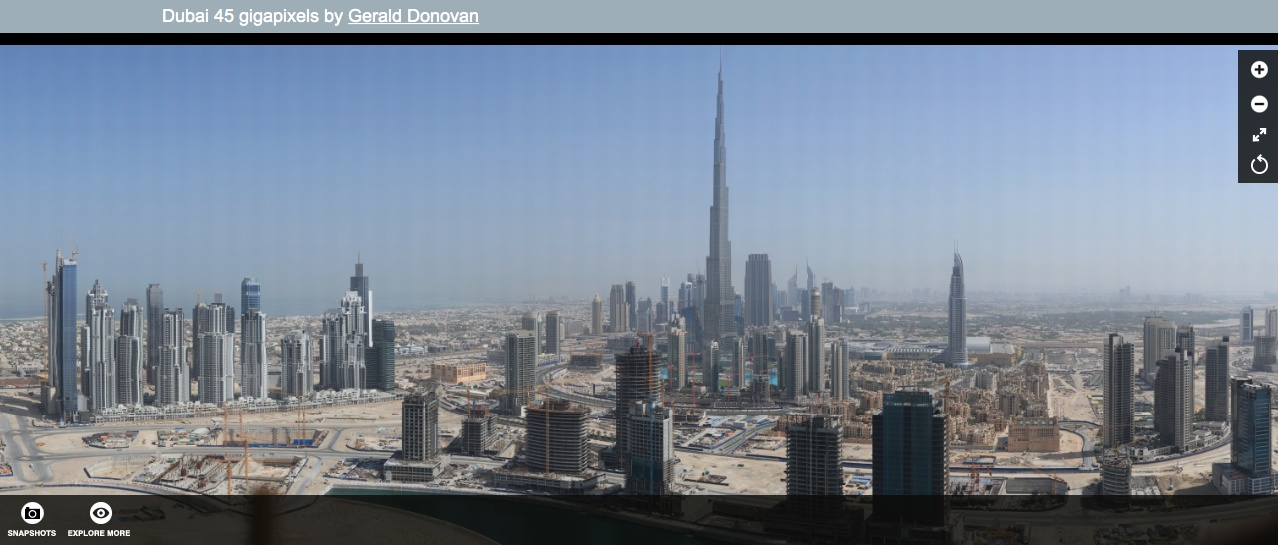 Dubai 45 gigapixels by Gerald Donovan
SNAPSHOTS EXPLORE MORE